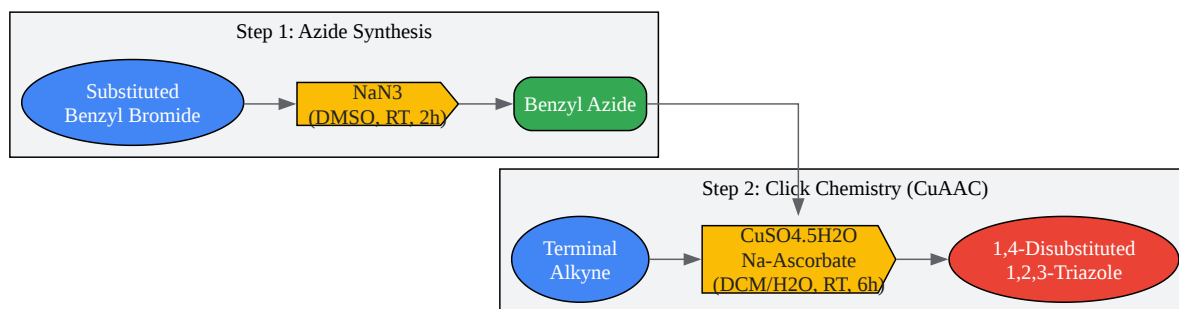 Step 1: Azide Synthesis
Substituted
Benzyl Bromide
NaN3
(DMSO, RT, 2h)
Benzyl Azide
Step 2: Click Chemistry (CuAAC)
Terminal
Alkyne
CuSO4.5H2O
Na-Ascorbate
(DCM/H2O, RT, 6h)
1,4-Disubstituted
1,2,3-Triazole